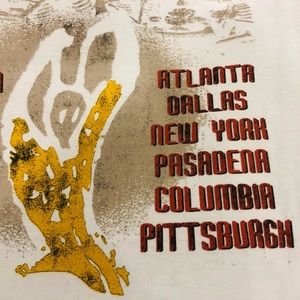 ATLANTA
DALLAS
NEW YORK
PASADENA
COLUMBIA
PITTSBURGH